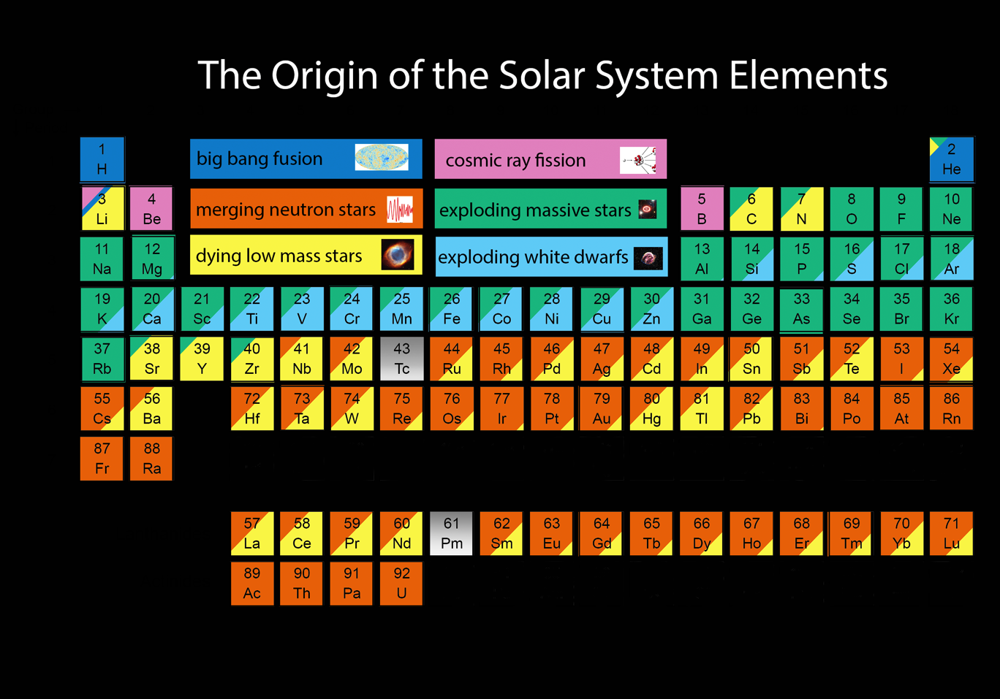 The Origin of the Solar System Elements
1
H
big bang fusion
cosmic ray fission
2
He
3
Li
4
Be
merging neutron stars
exploding massive stars
5
B
6
C
7
N
8
O
9
F
10
Ne
11
Na
12
Mg
dying low mass stars
exploding white dwarfs
13
Al
14
Si
15
P
16
S
17
Cl
18
Ar
19
K
20
Ca
21
Sc
22
Ti
23
V
24
Cr
25
Mn
26
Fe
27
Co
28
Ni
29
Cu
30
Zn
31
Ga
32
Ge
33
As
34
Se
35
Br
36
Kr
37
Rb
38
Sr
39
Y
40
Zr
41
Nb
42
Mo
43
Tc
44
Ru
45
Rh
46
Pd
47
Ag
48
Cd
49
In
50
Sn
51
Sb
52
Te
53
I
54
Xe
55
Cs
56
Ba
72
Hf
73
Ta
74
W
75
Re
76
Os
77
Ir
78
Pt
79
Au
80
Hg
81
Tl
82
Pb
83
Bi
84
Po
85
At
86
Rn
87
Fr
88
Ra
57
La
58
Ce
59
Pr
60
Nd
61
Pm
62
Sm
63
Eu
64
Gd
65
Tb
66
Dy
67
Ho
68
Er
69
Tm
70
Yb
71
Lu
89
Ac
90
Th
91
Pa
92
U